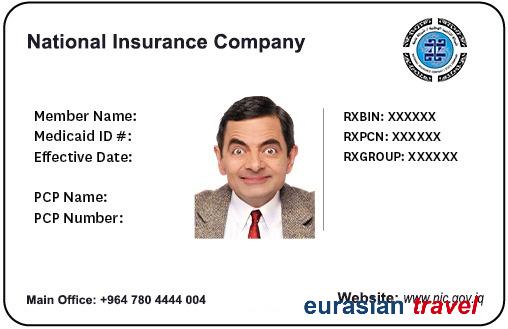 National Insurance Company
Member Name:
Medicaid ID #:
Effective Date:
PCP Name:
PCP Number:
RXBIN: XXXXXX
RXPCN: XXXXXX
RXGROUP: XXXXXX
Main Office: +964 780 4444 004
Website: www.nic.gov.iq
eurasian travel